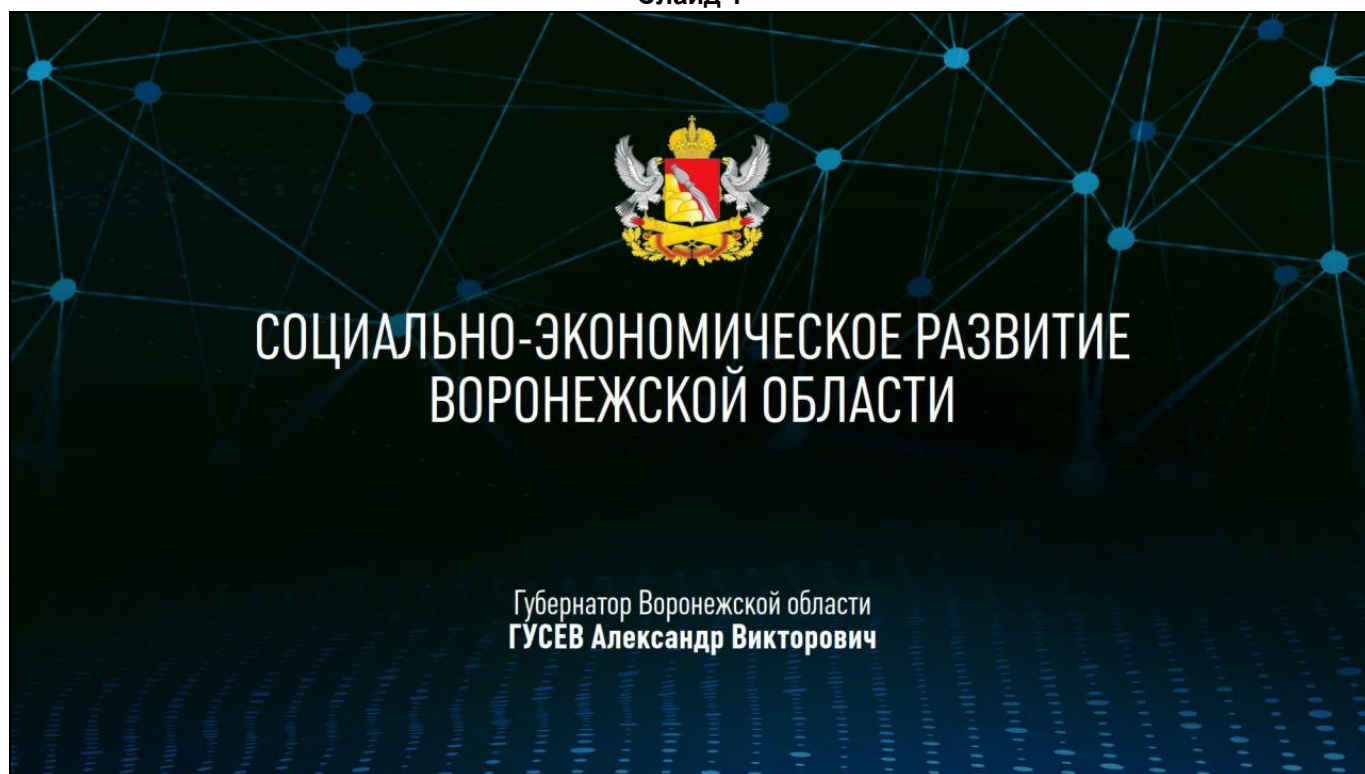 СОЦИАЛЬНО-ЭКОНОМИЧЕСКОЕ РАЗВИТИЕ
ВОРОНЕЖСКОЙ ОБЛАСТИ
Губернатор Воронежской области
ГУСЕВ Александр Викторович